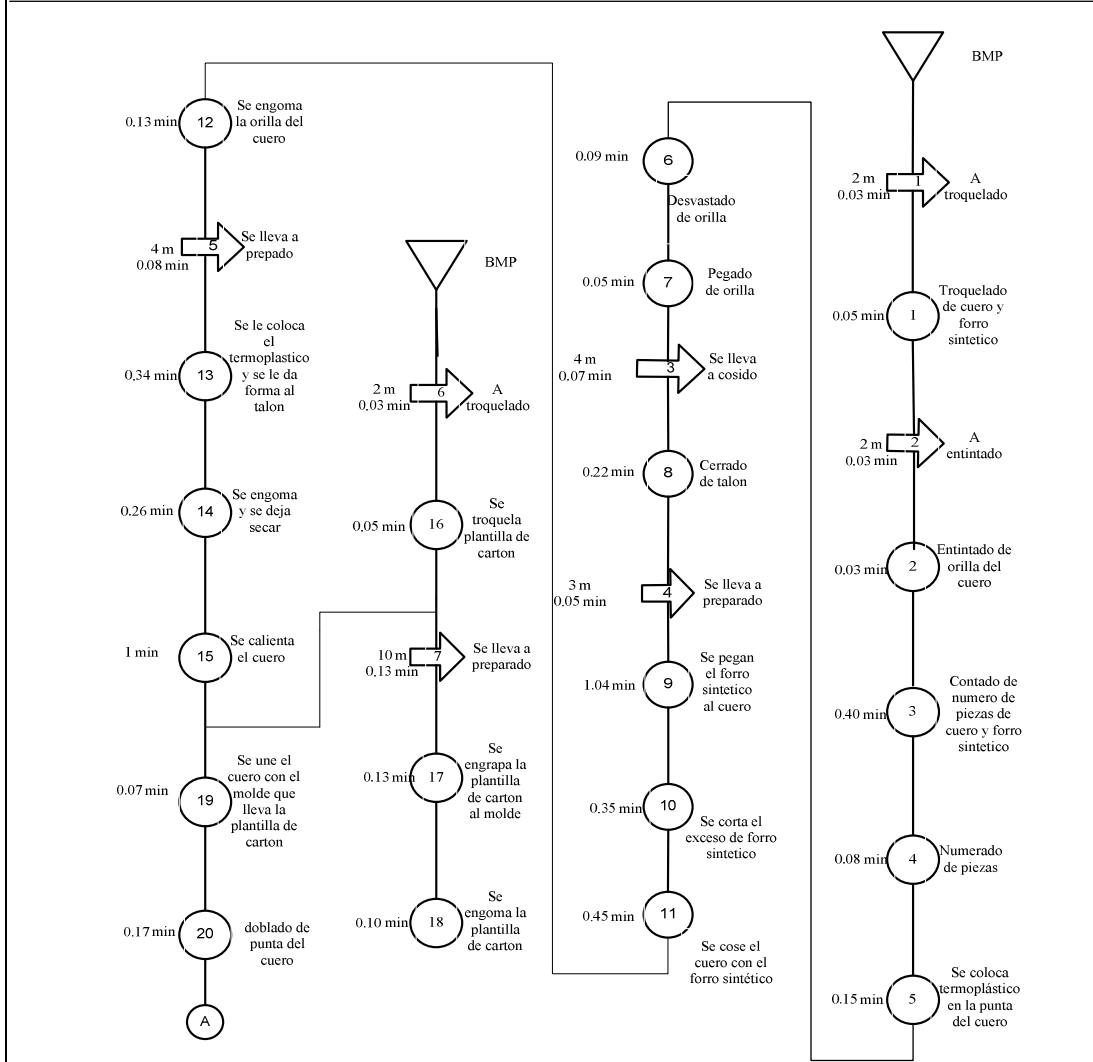 BMP
2 m
0.03 min
1
A
troquelado
0.05 min
1
Troquelado
de cuero y
forro
sintetico
2 m
0.03 min
2
A
entintado
0.03 min
2
Entintado de
orilla del
cuero
0.40 min
3
Contado de
numero de
piezas de
cuero y forro
sintetico
0.08 min
4
Numerado
de piezas
0.15 min
5
Se coloca
termoplástico
en la punta
del cuero
0.09 min
6
Desvastado
de orilla
0.05 min
7
Pegado
de orilla
4 m
0.07 min
3
Se lleva
a cosido
0.22 min
8
Cerrado
de talon
3 m
0.05 min
4
Se lleva a
preparado
1.04 min
9
Se pegan
el forro
sintetico
al cuero
0.35 min
10
Se corta el
exceso de forro
sintetico
0.45 min
11
Se cose el
cuero con el
forro sintético
0.13 min
12
Se engoma
la orilla del
cuero
4 m
0.08 min
5
Se lleva a
prepado
0.34 min
13
Se le coloca
el
termoplastico
y se le da
forma al
talon
0.26 min
14
Se engoma
y se deja
secar
1 min
15
Se calienta
el cuero
BMP
2 m
0.03 min
6
A
troquelado
0.05 min
16
Se
troquela
plantilla de
carton
10 m
0.13 min
7
Se lleva a
preparado
0.13 min
17
Se
engrapa la
plantilla
de carton
al molde
0.10 min
18
Se
engoma la
plantilla
de carton
0.07 min
19
Se une el
cuero con el
molde que
lleva la
plantilla de
carton
0.17 min
20
doblado de
punta del
cuero
A